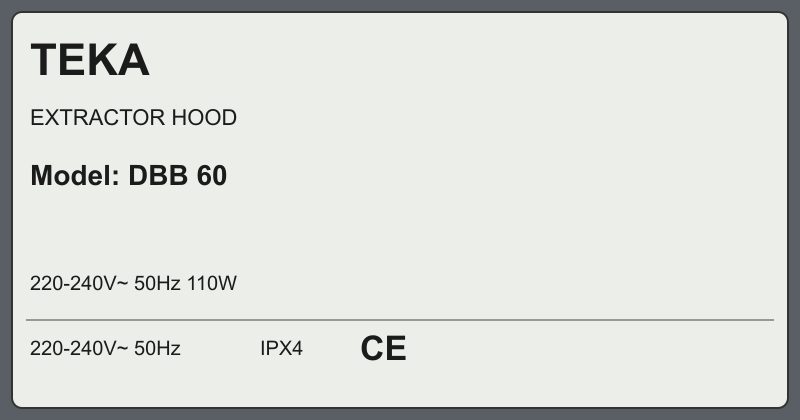 TEKA
EXTRACTOR HOOD
Model: DBB 60
220-240V~ 50Hz 110W
220-240V~ 50Hz IPX4 CE